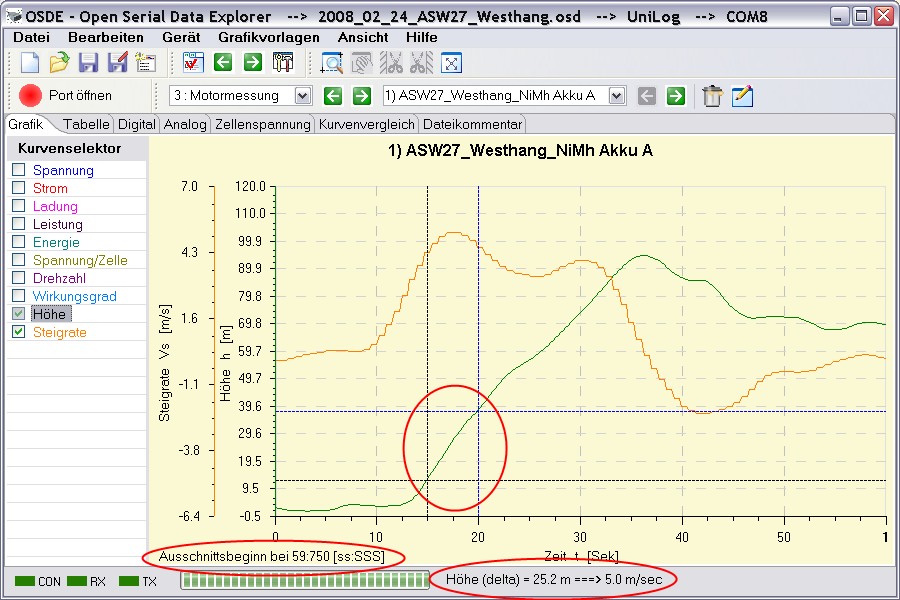 OSDE - Open Serial Data Explorer --> 2008_02_24_ASW27_Westhang.osd --> UniLog --> COM8
Datei Bearbeiten Gerät Grafikvorlagen Ansicht Hilfe
Port öffnen 3 : Motormessung 1) ASW27_Westhang_NiMh Akku A
Grafik Tabelle Digital Analog Zellenspannung Kurvenvergleich Dateikommentar
Kurvenselektor
Spannung
Strom
Ladung
Leistung
Energie
Spannung/Zelle
Drehzahl
Wirkungsgrad
Höhe
Steigrate
1) ASW27_Westhang_NiMh Akku A
Steigrate Vs [m/s]
7.0
4.3
1.6
-1.1
-3.8
-6.4
Höhe h [m]
120.0
110.0
99.9
89.9
79.8
69.8
59.7
49.7
39.6
29.6
19.5
9.5
-0.5
0 10 20 30 40 50 1
Ausschnittsbeginn bei 59:750 [ss:SSS] Zeit t [Sek]
CON RX TX Höhe (delta) = 25.2 m ===> 5.0 m/sec